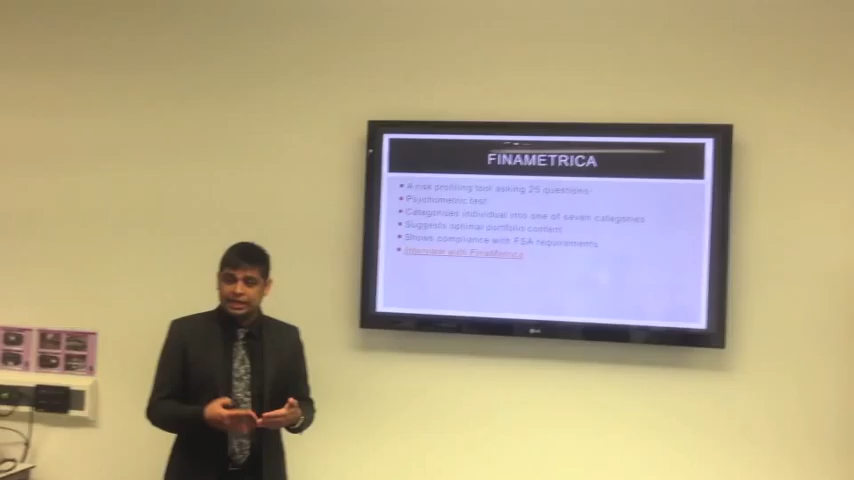 FINAMETRICA
A risk profiling tool asking 25 questions
Psychometric test
Categorises individual into one of seven categories
Suggests optimal portfolio content
Shows compliance with FSA requirements
Interview with FinaMetrica
LG